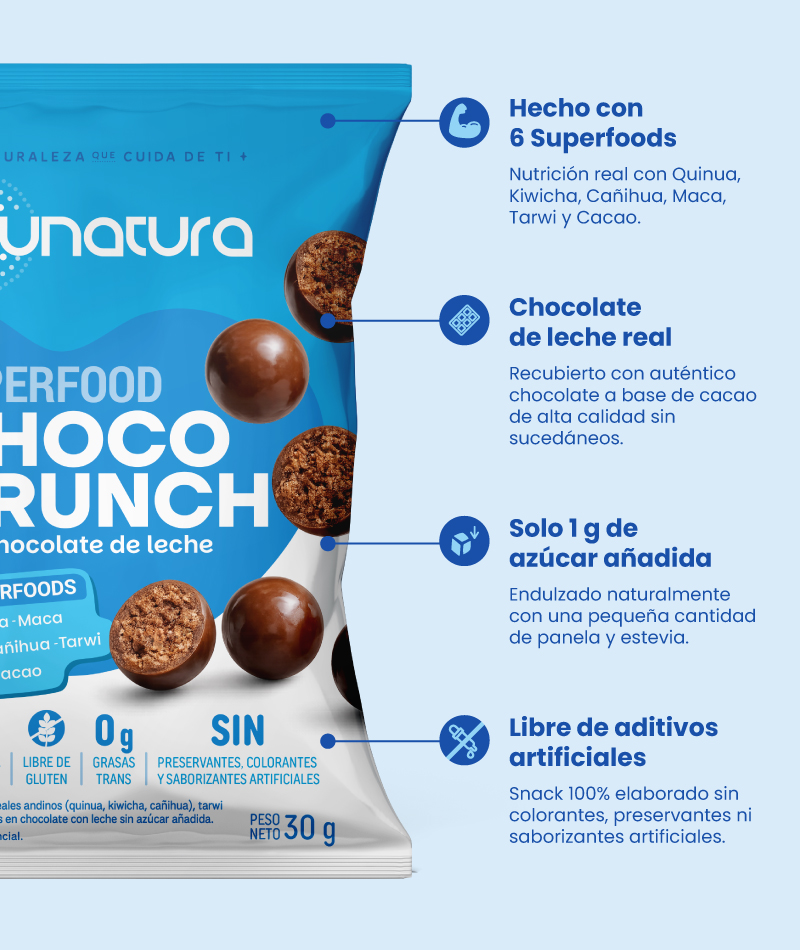 URALEZA QUE CUIDA DE TI +
unatura
PERFOOD
HOCO
RUNCH
hocolate de leche
RFOODS
a - Maca
añihua - Tarwi
acao
LIBRE DE
GLUTEN
0 g
GRASAS
TRANS
SIN
PRESERVANTES, COLORANTES
Y SABORIZANTES ARTIFICIALES
eales andinos (quinua, kiwicha, cañihua), tarwi
s en chocolate con leche sin azúcar añadida.
ncial.
PESO
NETO 30 g
Hecho con
6 Superfoods
Nutrición real con Quinua,
Kiwicha, Cañihua, Maca,
Tarwi y Cacao.
Chocolate
de leche real
Recubierto con auténtico
chocolate a base de cacao
de alta calidad sin
sucedáneos.
Solo 1 g de
azúcar añadida
Endulzado naturalmente
con una pequeña cantidad
de panela y estevia.
Libre de aditivos
artificiales
Snack 100% elaborado sin
colorantes, preservantes ni
saborizantes artificiales.